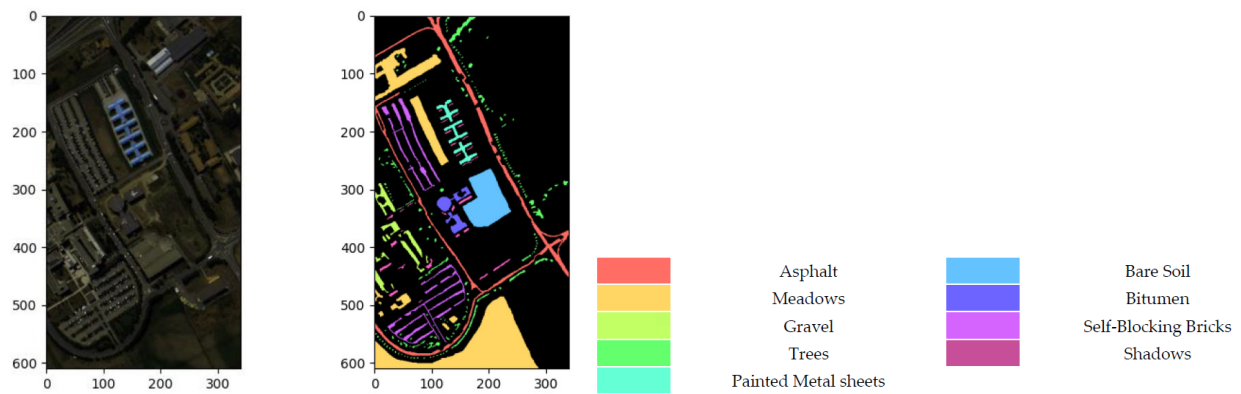 0
100
200
300
400
500
600
0 100 200 300
0
100
200
300
400
500
600
0 100 200 300
Asphalt Bare Soil
Meadows Bitumen
Gravel Self-Blocking Bricks
Trees Shadows
Painted Metal sheets